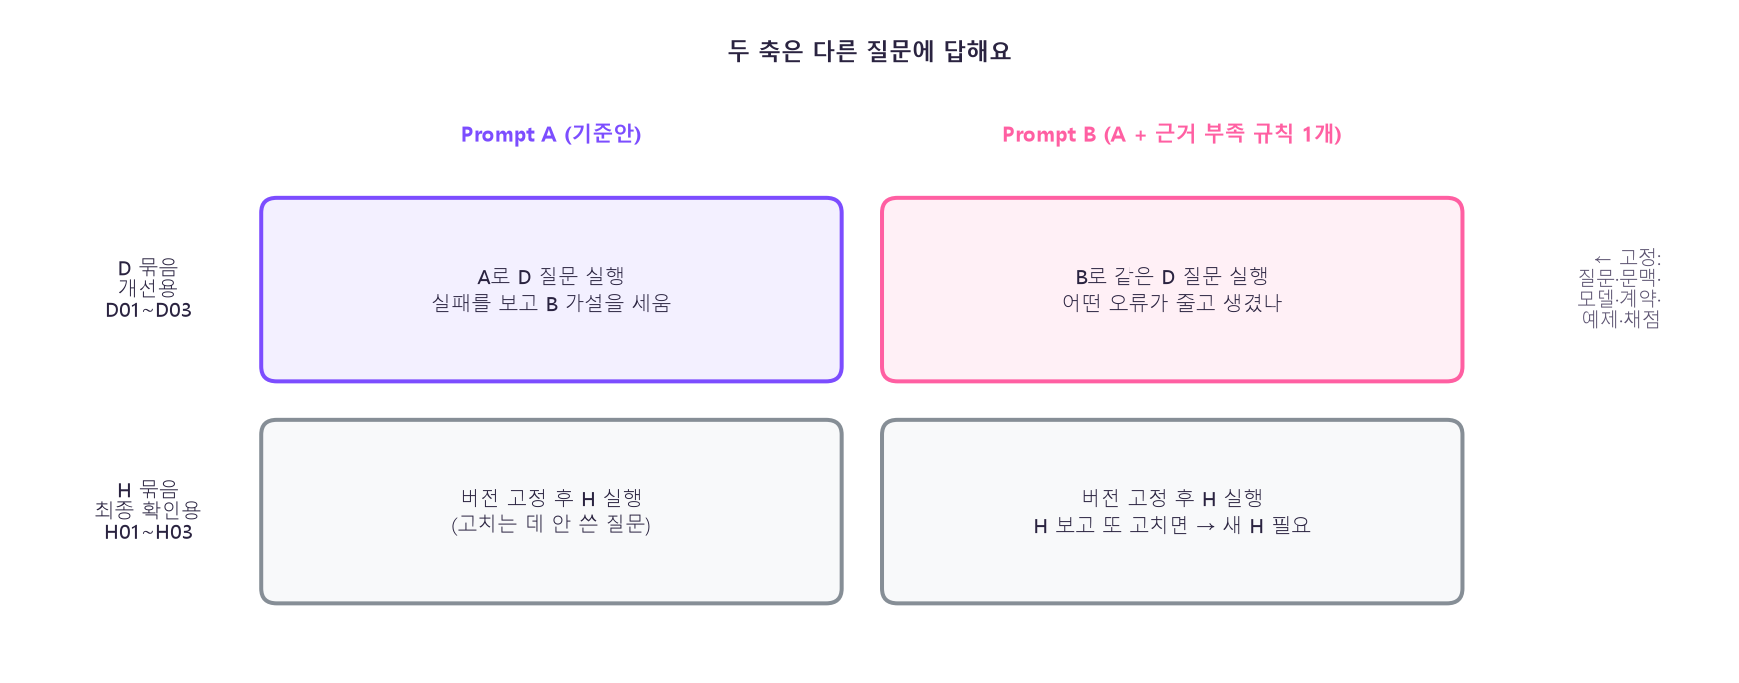 두 축은 다른 질문에 답해요
Prompt A (기준안)
Prompt B (A + 근거 부족 규칙 1개)
D 묶음
개선용
D01~D03
A로 D 질문 실행
실패를 보고 B 가설을 세움
B로 같은 D 질문 실행
어떤 오류가 줄고 생겼나
← 고정:
질문·문맥·
모델·계약·
예제·채점
H 묶음
최종 확인용
H01~H03
버전 고정 후 H 실행
(고치는 데 안 쓴 질문)
버전 고정 후 H 실행
H 보고 또 고치면 → 새 H 필요